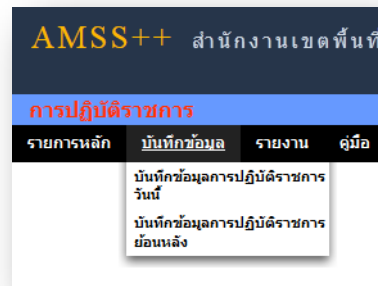 AMSS++ สำนักงานเขตพื้นที่
การปฏิบัติราชการ
รายการหลัก บันทึกข้อมูล รายงาน คู่มือ
บันทึกข้อมูลการปฏิบัติราชการ
วันนี้
บันทึกข้อมูลการปฏิบัติราชการ
ย้อนหลัง